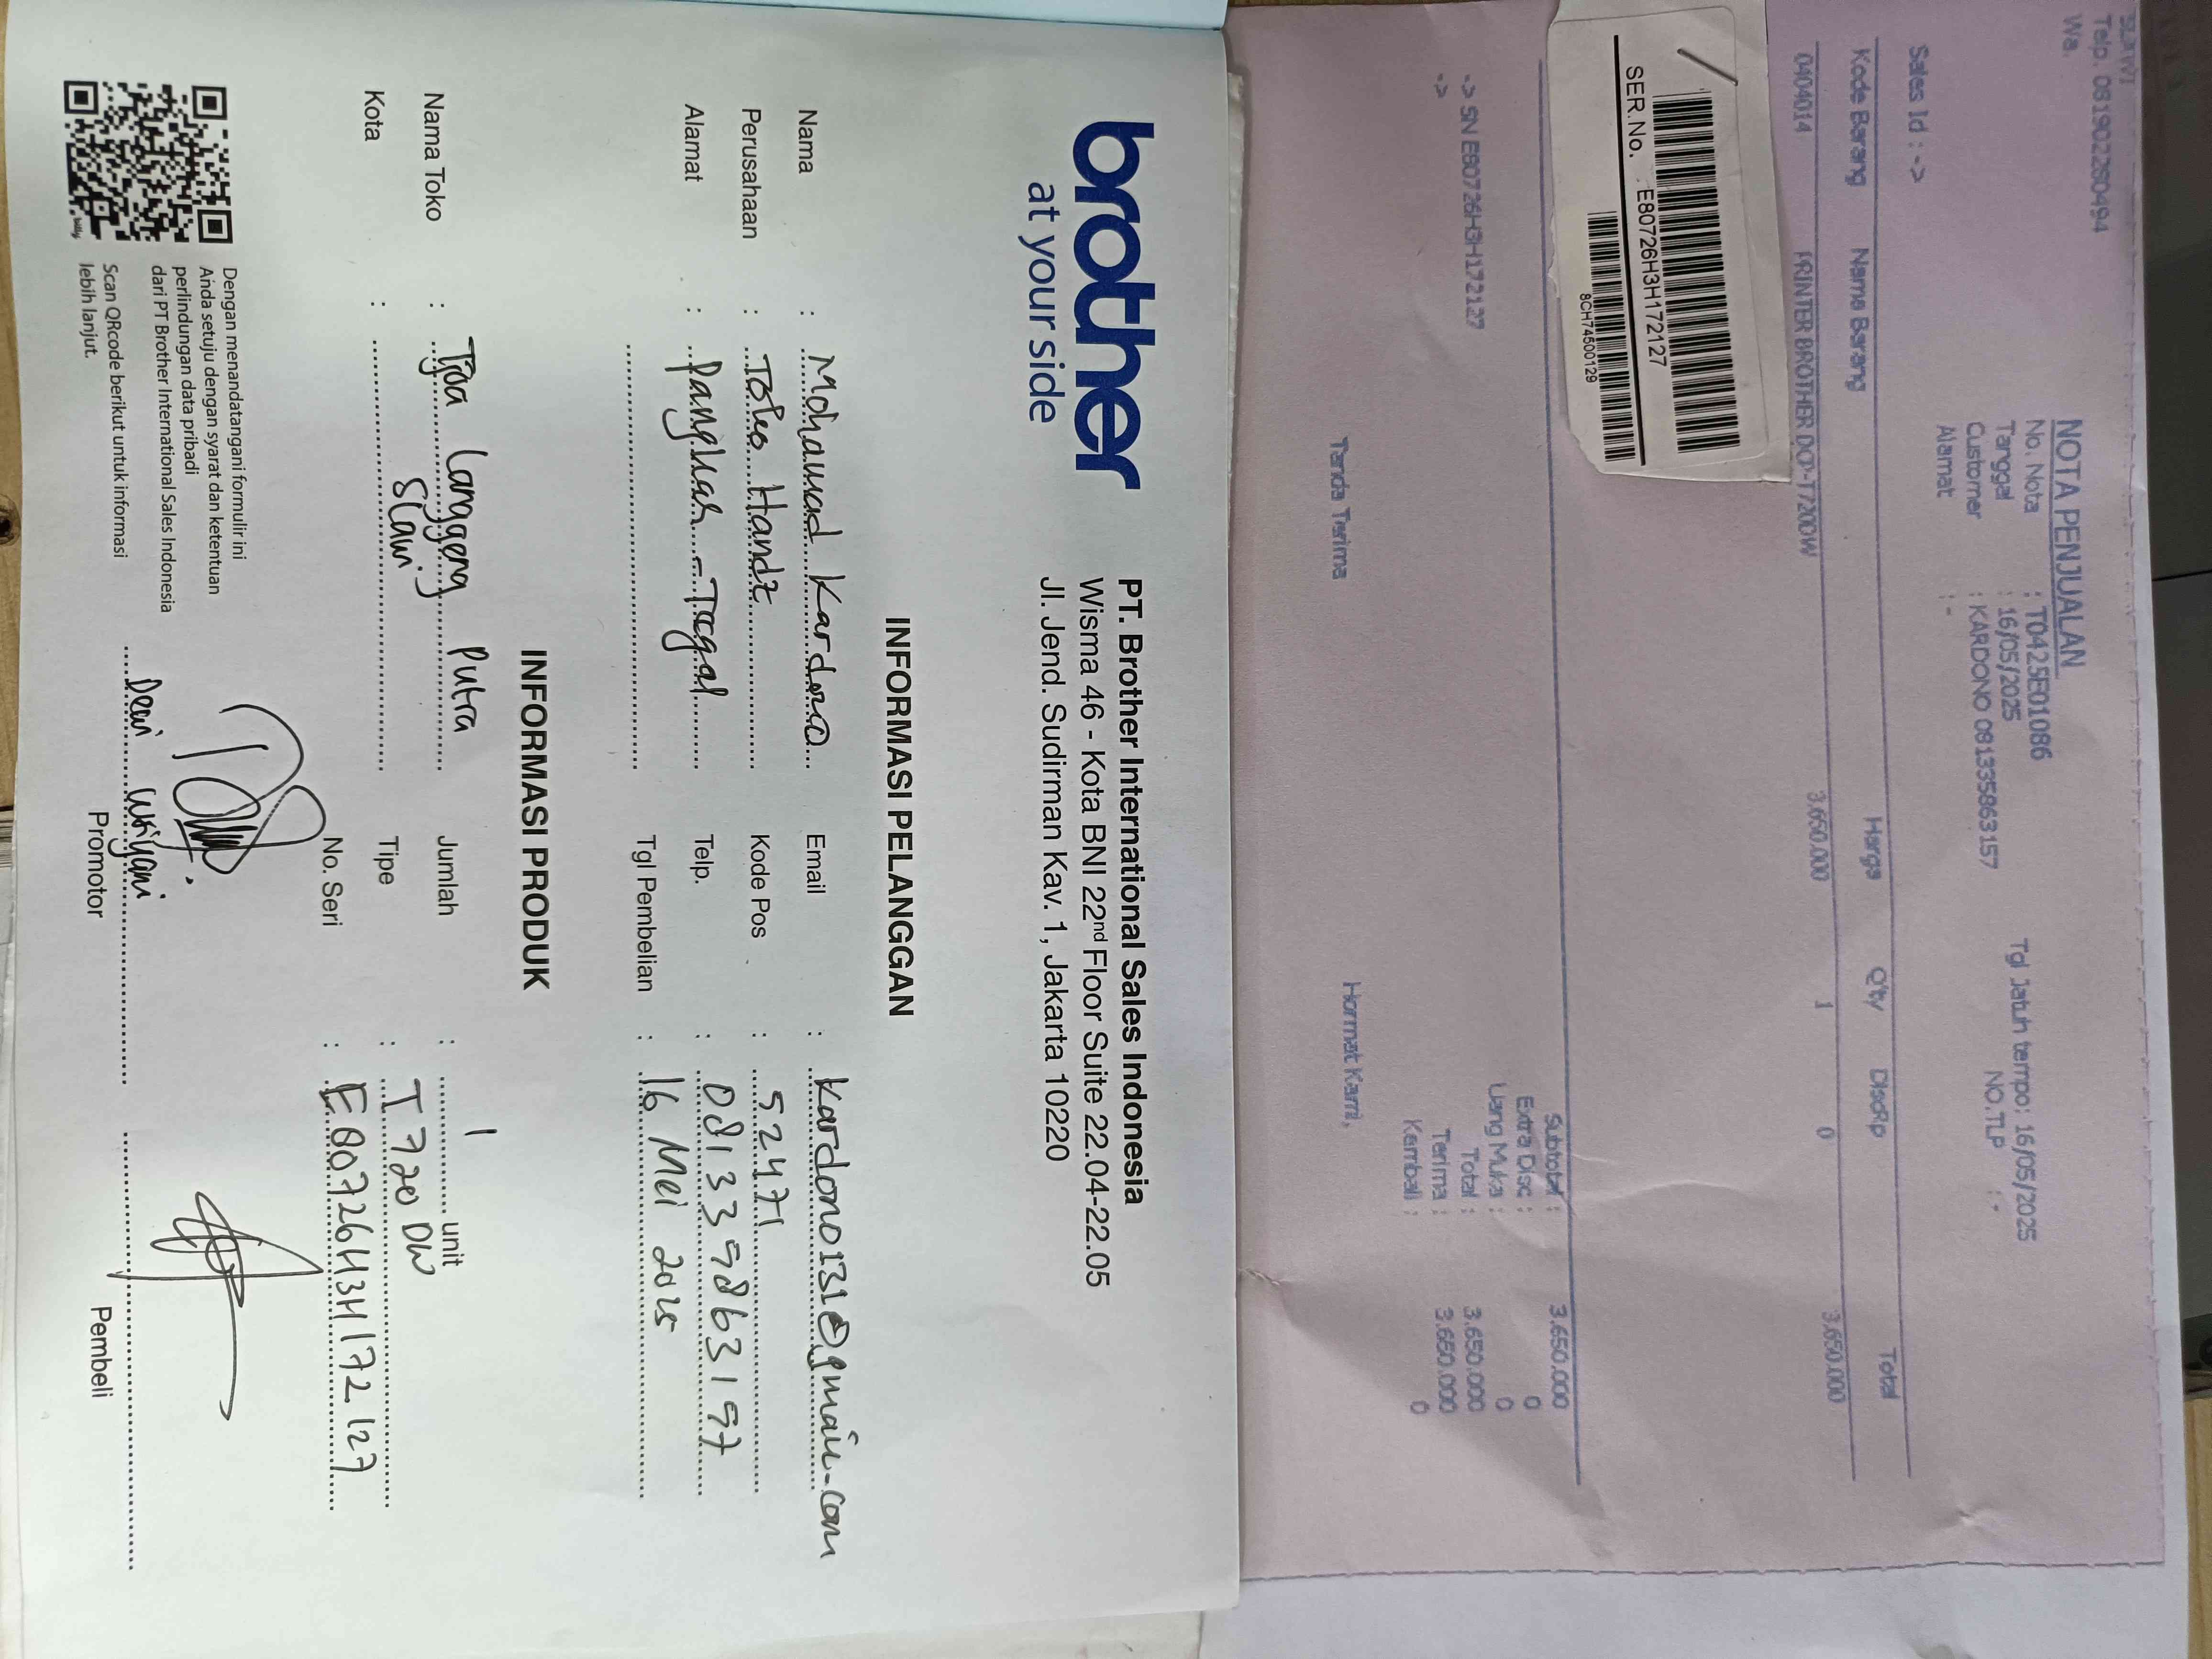 SLAWI
Telp. 081902280494
Wa.
NOTA PENJUALAN
No. Nota : T0425E01086
Tanggal : 16/05/2025 Tgl Jatuh tempo: 16/05/2025
Customer : KARDONO 081335863157 NO.TLP : -
Alamat : -
Sales Id : ->
Kode Barang Nama Barang Harga Qty DiscRp Total
0404014 PRINTER BROTHER DCP-T720DW 3.650.000 1 0 3.650.000
SER. No. E80726H3H172127
8CH74500129
Subtotal : 3.650.000
Extra Disc : 0
Uang Muka : 0
-> SN E80726H3H172127 Total : 3.650.000
-> Terima : 3.650.000
Kembali : 0
Tanda Terima Hormat Kami,
brother
at your side
PT. Brother International Sales Indonesia
Wisma 46 - Kota BNI 22nd Floor Suite 22.04-22.05
Jl. Jend. Sudirman Kav. 1, Jakarta 10220
INFORMASI PELANGGAN
Nama : Mohamad Kardono Email : kardono131@gmail.com
Perusahaan : Toko Handz Kode Pos : 52471
Alamat : Pangkah - Tegal Telp. : 081335863157
Tgl Pembelian : 16 Mei 2025
INFORMASI PRODUK
Nama Toko : Langgeng Putra Jumlah : 1 unit
Kota : Slawi Tipe : T720DW
No. Seri : E80726H3H172127
Dengan menandatangani formulir ini
Anda setuju dengan syarat dan ketentuan
perlindungan data pribadi
dari PT Brother International Sales Indonesia
Scan QRcode berikut untuk informasi
lebih lanjut.
Dewi
Promotor Pembeli